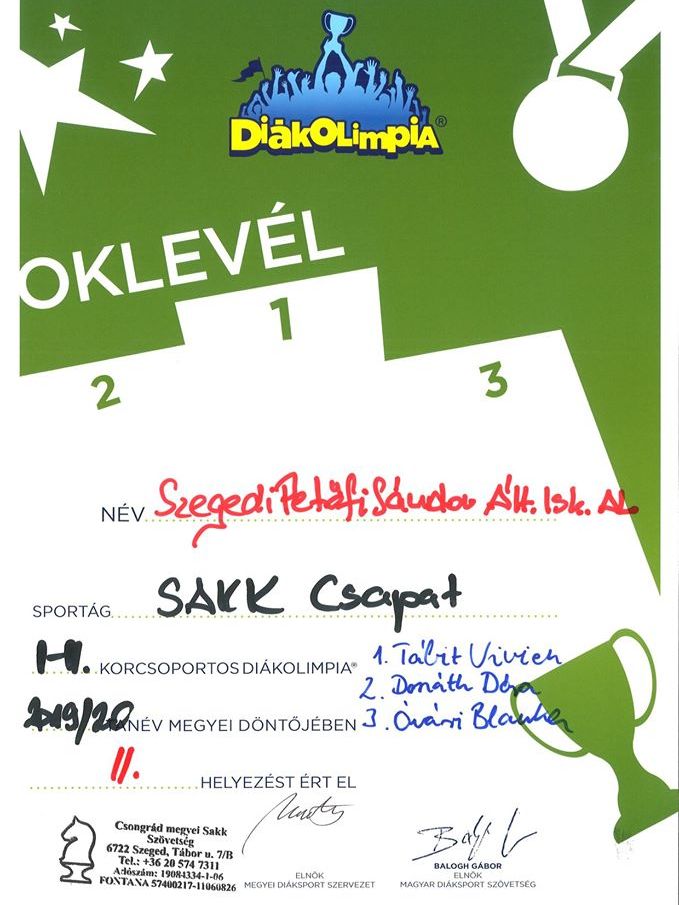 DiákOLimpiA®
OKLEVÉL
1
2
3
NÉV Szegedi Petőfi Sándor Ált. Isk. AL
SPORTÁG SAKK Csapat
KORCSOPORTOS DIÁKOLIMPIA®
1. Tábit Vivien
2. Donáth Dóra
2019/20 TANÉV MEGYEI DÖNTŐJÉBEN
3. Óvári Blanka
II. HELYEZÉST ÉRT EL
Csongrád megyei Sakk
Szövetség
6722 Szeged, Tábor u. 7/B
Tel.: +36 20 574 7311
Adószám: 19084334-1-06
FONTANA 57400217-11060826
ELNÖK
MEGYEI DIÁKSPORT SZERVEZET
BALOGH GÁBOR
ELNÖK
MAGYAR DIÁKSPORT SZÖVETSÉG